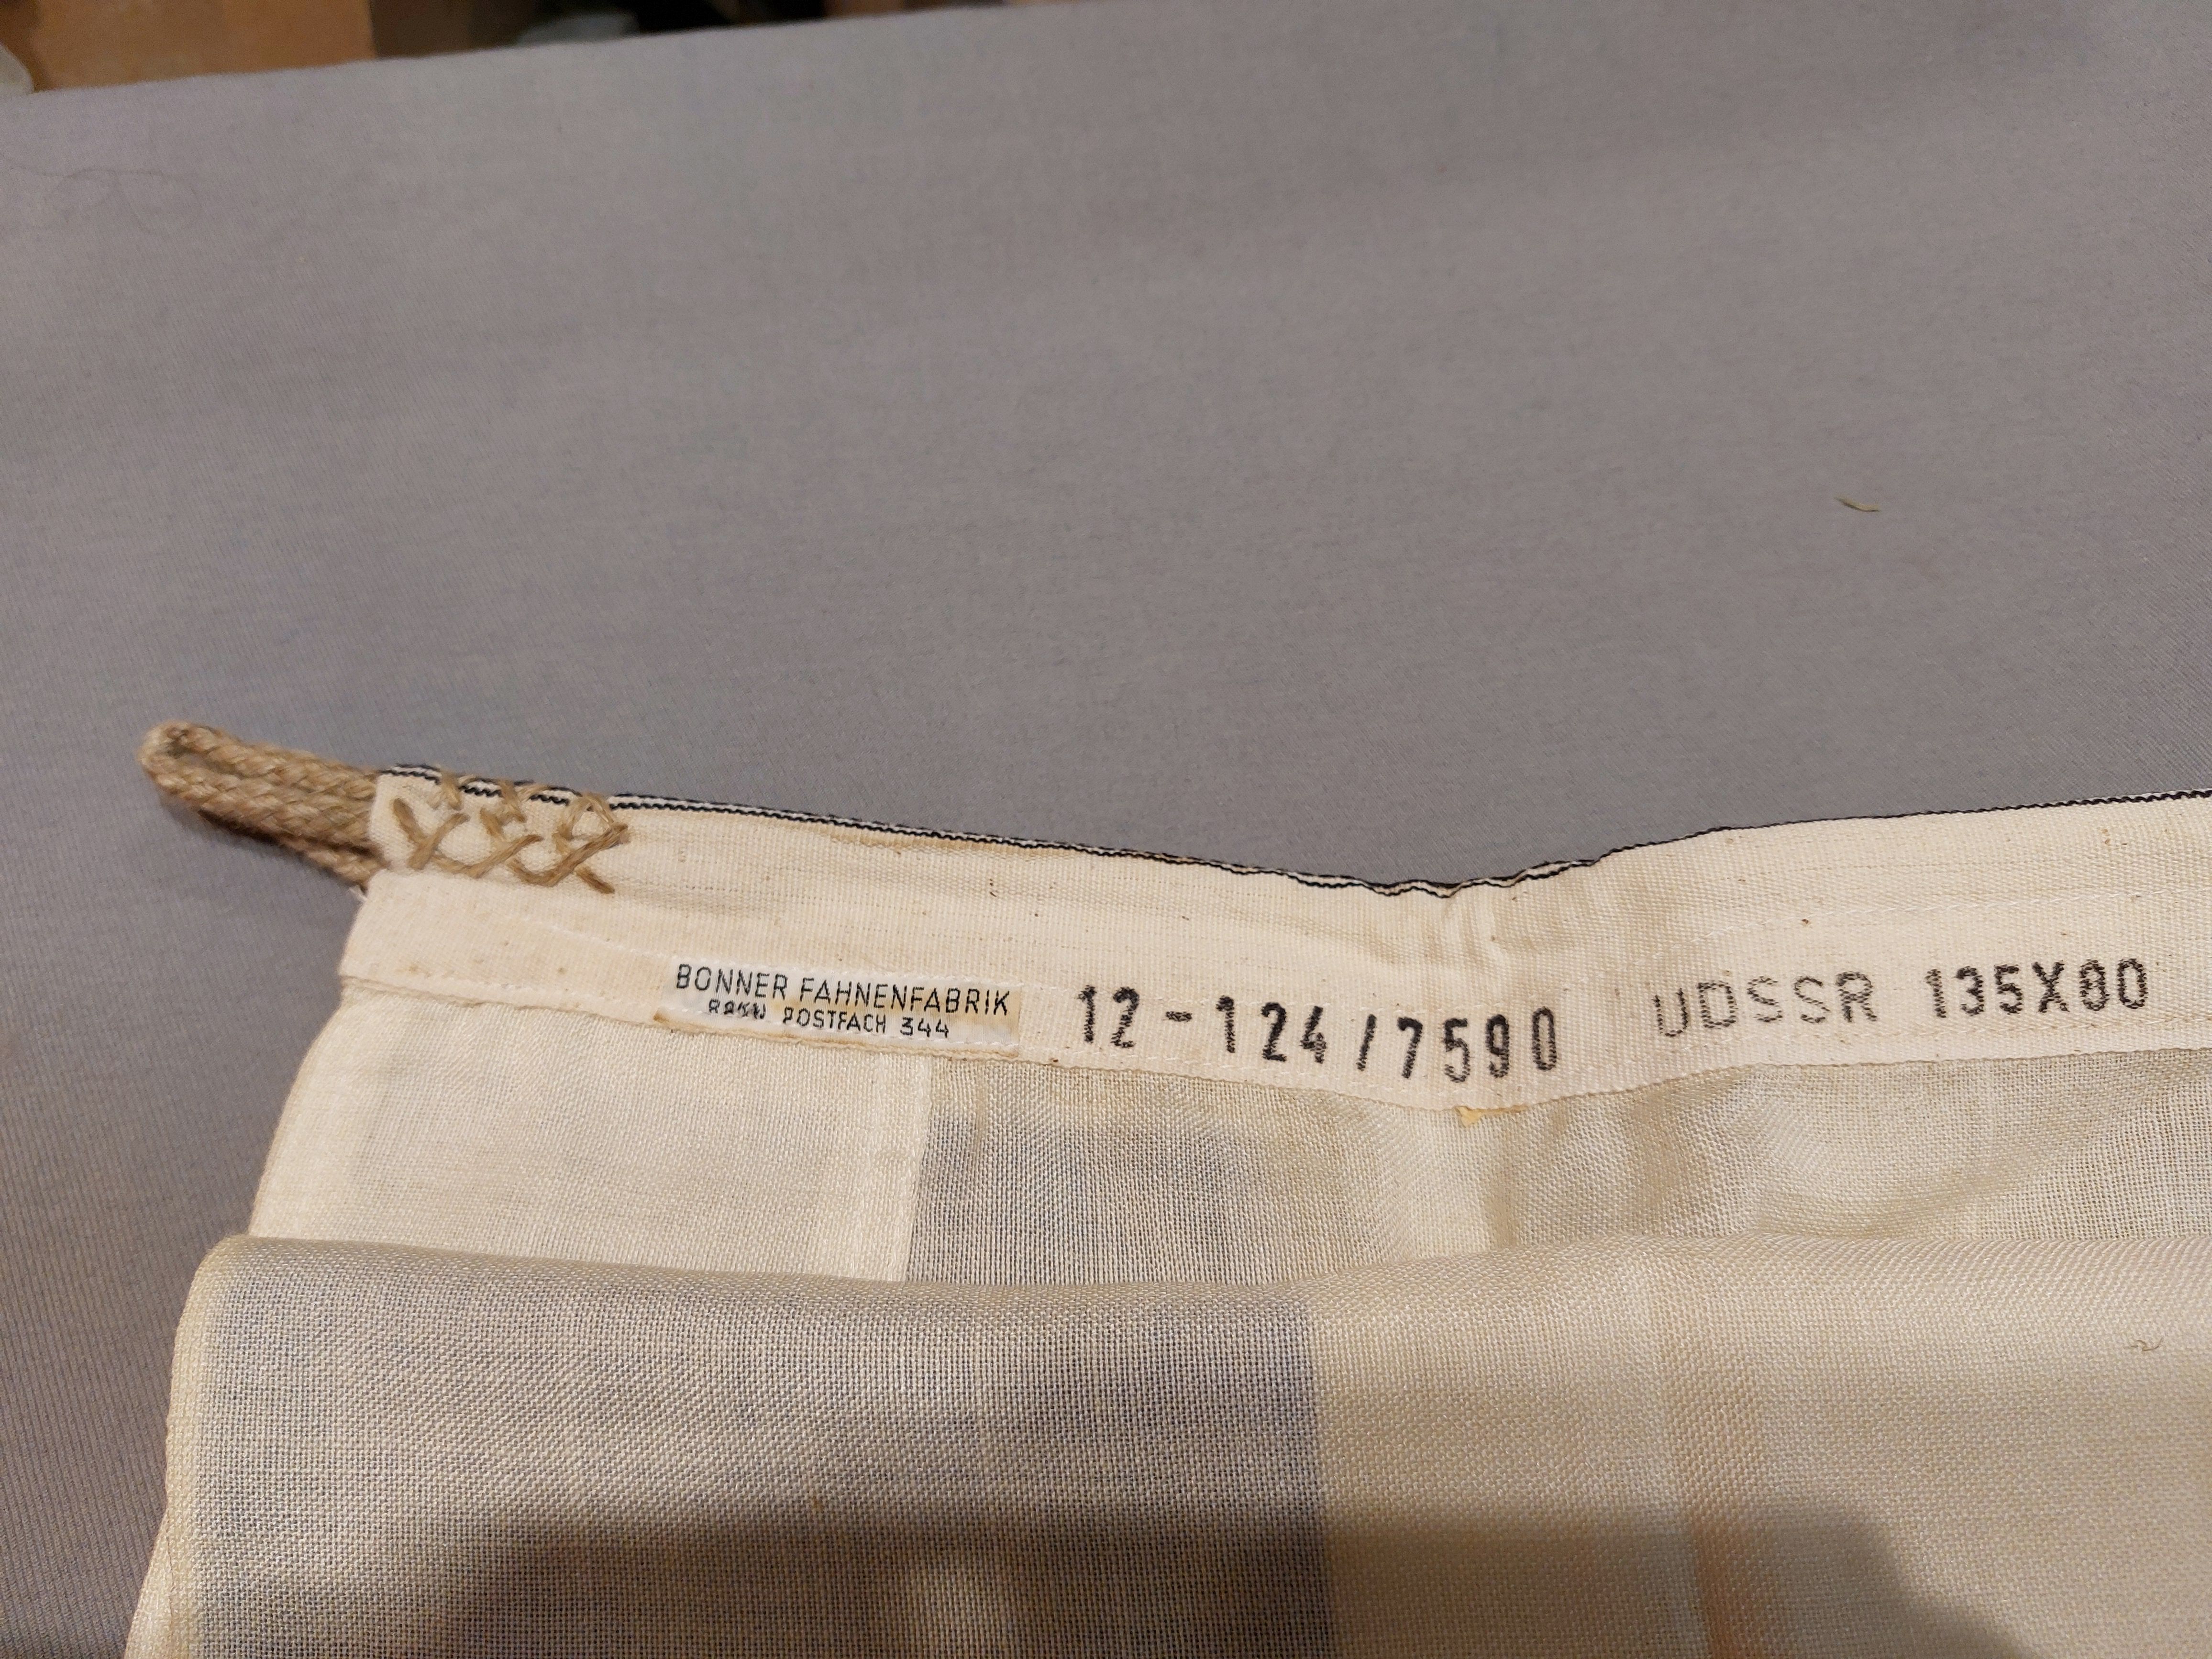 BONNER FAHNENFABRIK
POSTFACH 344
12-124/7590
UDSSR 135X80